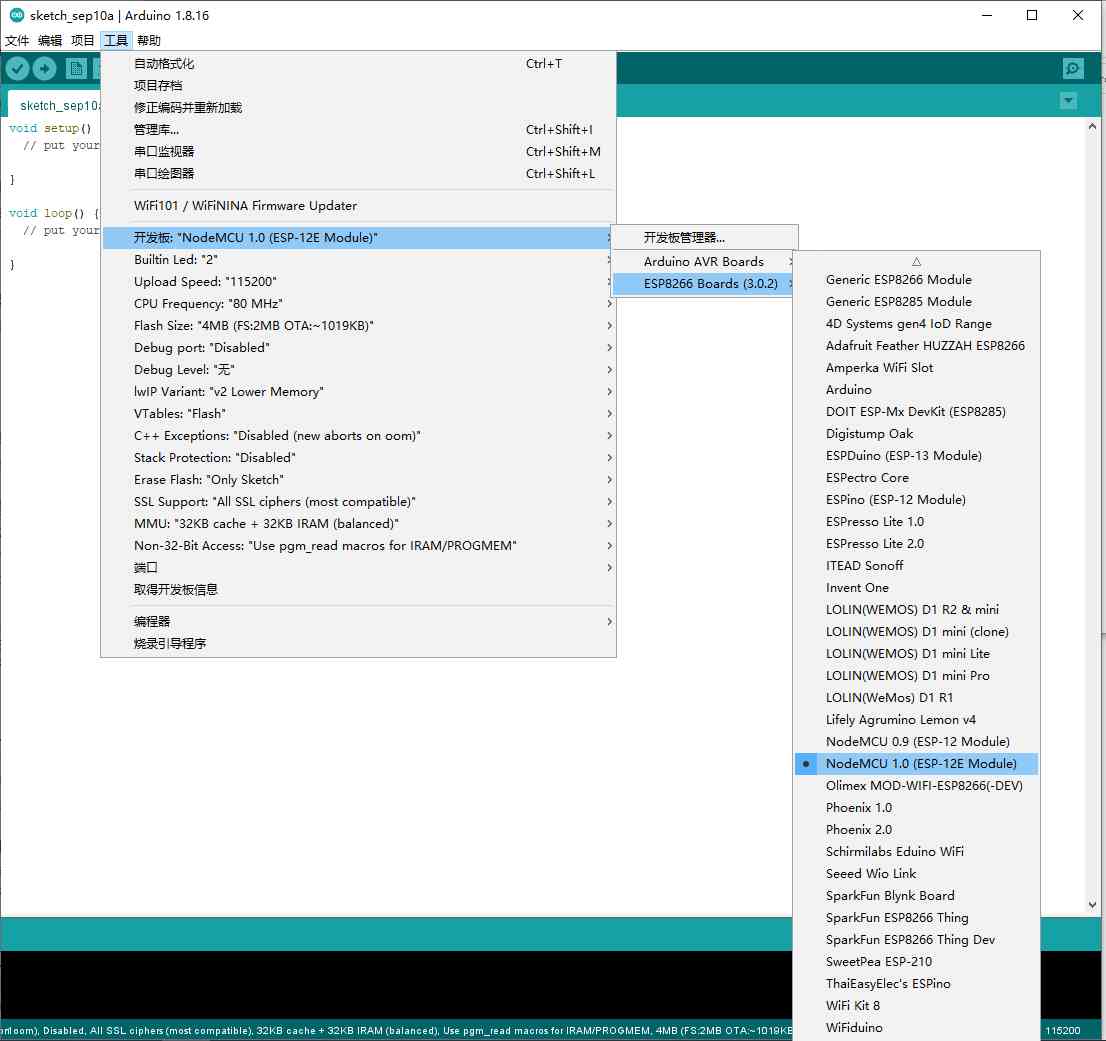 sketch_sep10a | Arduino 1.8.16
文件 编辑 项目 工具 帮助
sketch_sep10a
void setup()
// put your
}
void loop() {
// put your
}
自动格式化 Ctrl+T
项目存档
修正编码并重新加载
管理库... Ctrl+Shift+I
串口监视器 Ctrl+Shift+M
串口绘图器 Ctrl+Shift+L
WiFi101 / WiFiNINA Firmware Updater
开发板: "NodeMCU 1.0 (ESP-12E Module)"
Builtin Led: "2"
Upload Speed: "115200"
CPU Frequency: "80 MHz"
Flash Size: "4MB (FS:2MB OTA:~1019KB)"
Debug port: "Disabled"
Debug Level: "无"
lwIP Variant: "v2 Lower Memory"
VTables: "Flash"
C++ Exceptions: "Disabled (new aborts on oom)"
Stack Protection: "Disabled"
Erase Flash: "Only Sketch"
SSL Support: "All SSL ciphers (most compatible)"
MMU: "32KB cache + 32KB IRAM (balanced)"
Non-32-Bit Access: "Use pgm_read macros for IRAM/PROGMEM"
端口
取得开发板信息
编程器
烧录引导程序
开发板管理器...
Arduino AVR Boards
ESP8266 Boards (3.0.2)
Generic ESP8266 Module
Generic ESP8285 Module
4D Systems gen4 IoD Range
Adafruit Feather HUZZAH ESP8266
Amperka WiFi Slot
Arduino
DOIT ESP-Mx DevKit (ESP8285)
Digistump Oak
ESPDuino (ESP-13 Module)
ESPectro Core
ESPino (ESP-12 Module)
ESPresso Lite 1.0
ESPresso Lite 2.0
ITEAD Sonoff
Invent One
LOLIN(WEMOS) D1 R2 & mini
LOLIN(WEMOS) D1 mini (clone)
LOLIN(WEMOS) D1 mini Lite
LOLIN(WEMOS) D1 mini Pro
LOLIN(WeMos) D1 R1
Lifely Agrumino Lemon v4
NodeMCU 0.9 (ESP-12 Module)
NodeMCU 1.0 (ESP-12E Module)
Olimex MOD-WIFI-ESP8266(-DEV)
Phoenix 1.0
Phoenix 2.0
Schirmilabs Eduino WiFi
Seeed Wio Link
SparkFun Blynk Board
SparkFun ESP8266 Thing
SparkFun ESP8266 Thing Dev
SweetPea ESP-210
ThaiEasyElec's ESPino
WiFi Kit 8
WiFiduino
oom), Disabled, All SSL ciphers (most compatible), 32KB cache + 32KB IRAM (balanced), Use pgm_read macros for IRAM/PROGMEM, 4MB (FS:2MB OTA:~1019KB 115200